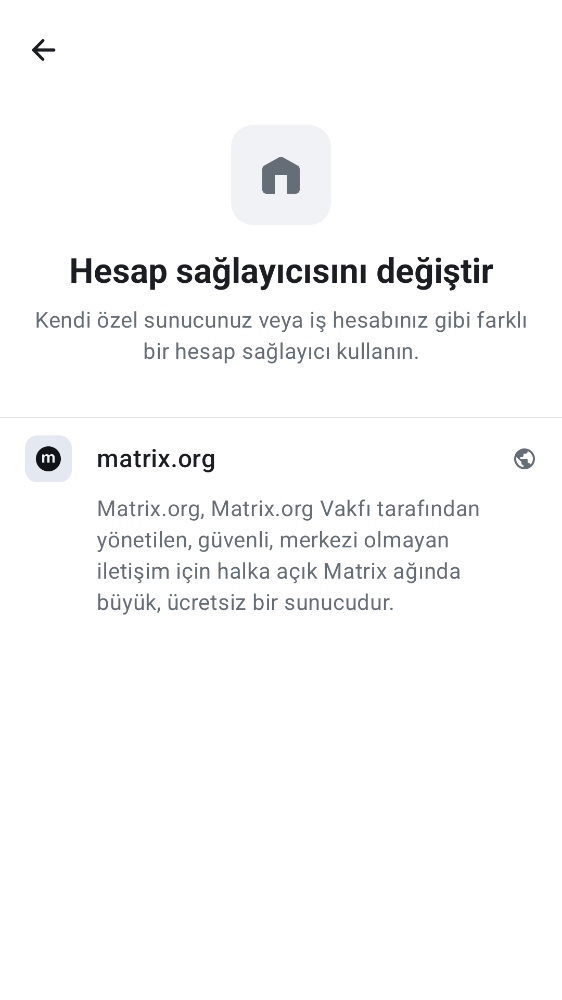 Hesap sağlayıcısını değiştir
Kendi özel sunucunuz veya iş hesabınız gibi farklı
bir hesap sağlayıcı kullanın.
m
matrix.org
Matrix.org, Matrix.org Vakfı tarafından
yönetilen, güvenli, merkezi olmayan
iletişim için halka açık Matrix ağında
büyük, ücretsiz bir sunucudur.